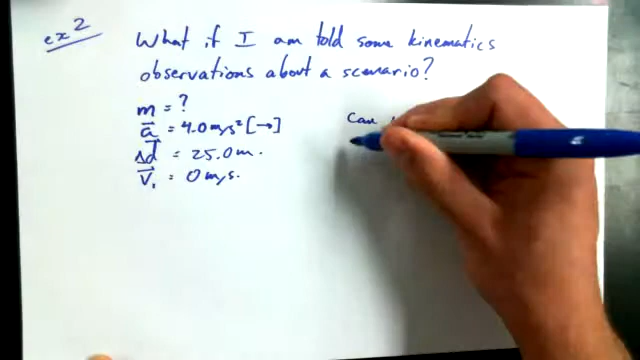 ex 2
What if I am told some kinematics
observations about a scenario?
m = ?
a⃗ = 4.0 m/s² [→]
Δd⃗ = 25.0 m.
v⃗₁ = 0 m/s.
Can